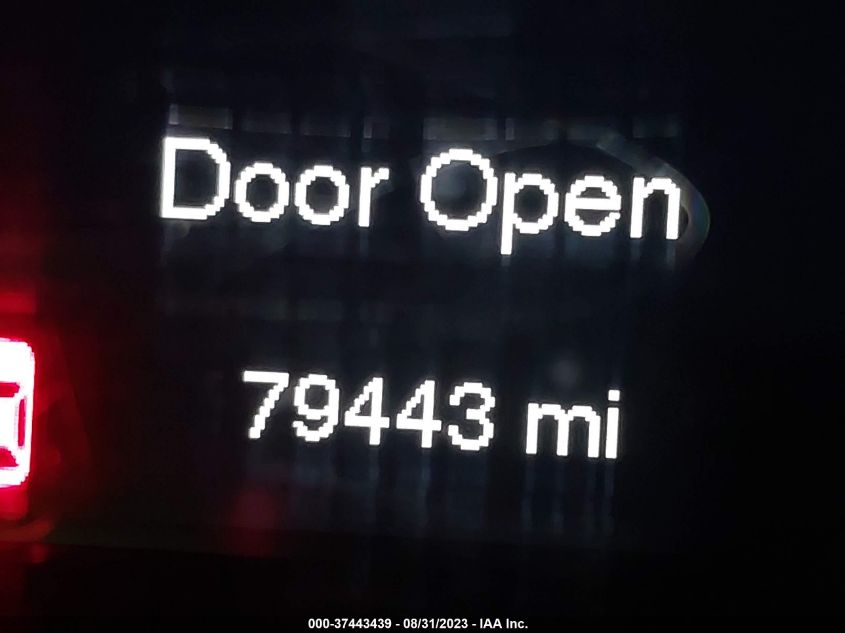 Door Open
79443 mi
000-37443439 - 08/31/2023 - IAA Inc.